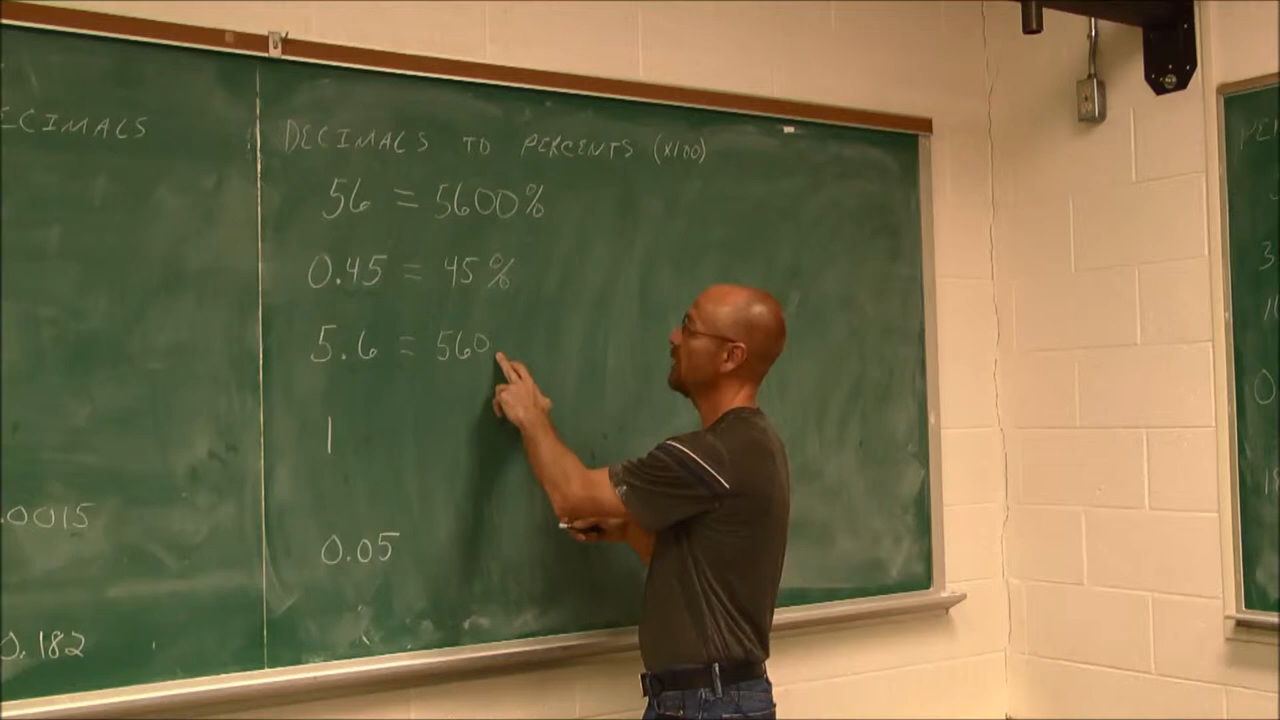 ECIMALS
.0015
0.182
DECIMALS TO PERCENTS (x100)
56 = 5600%
0.45 = 45%
5.6 = 560
1
0.05